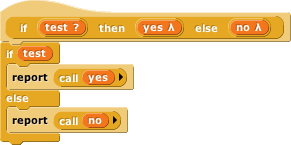 if test ? then yes λ else no λ
if test
report call yes
else
report call no